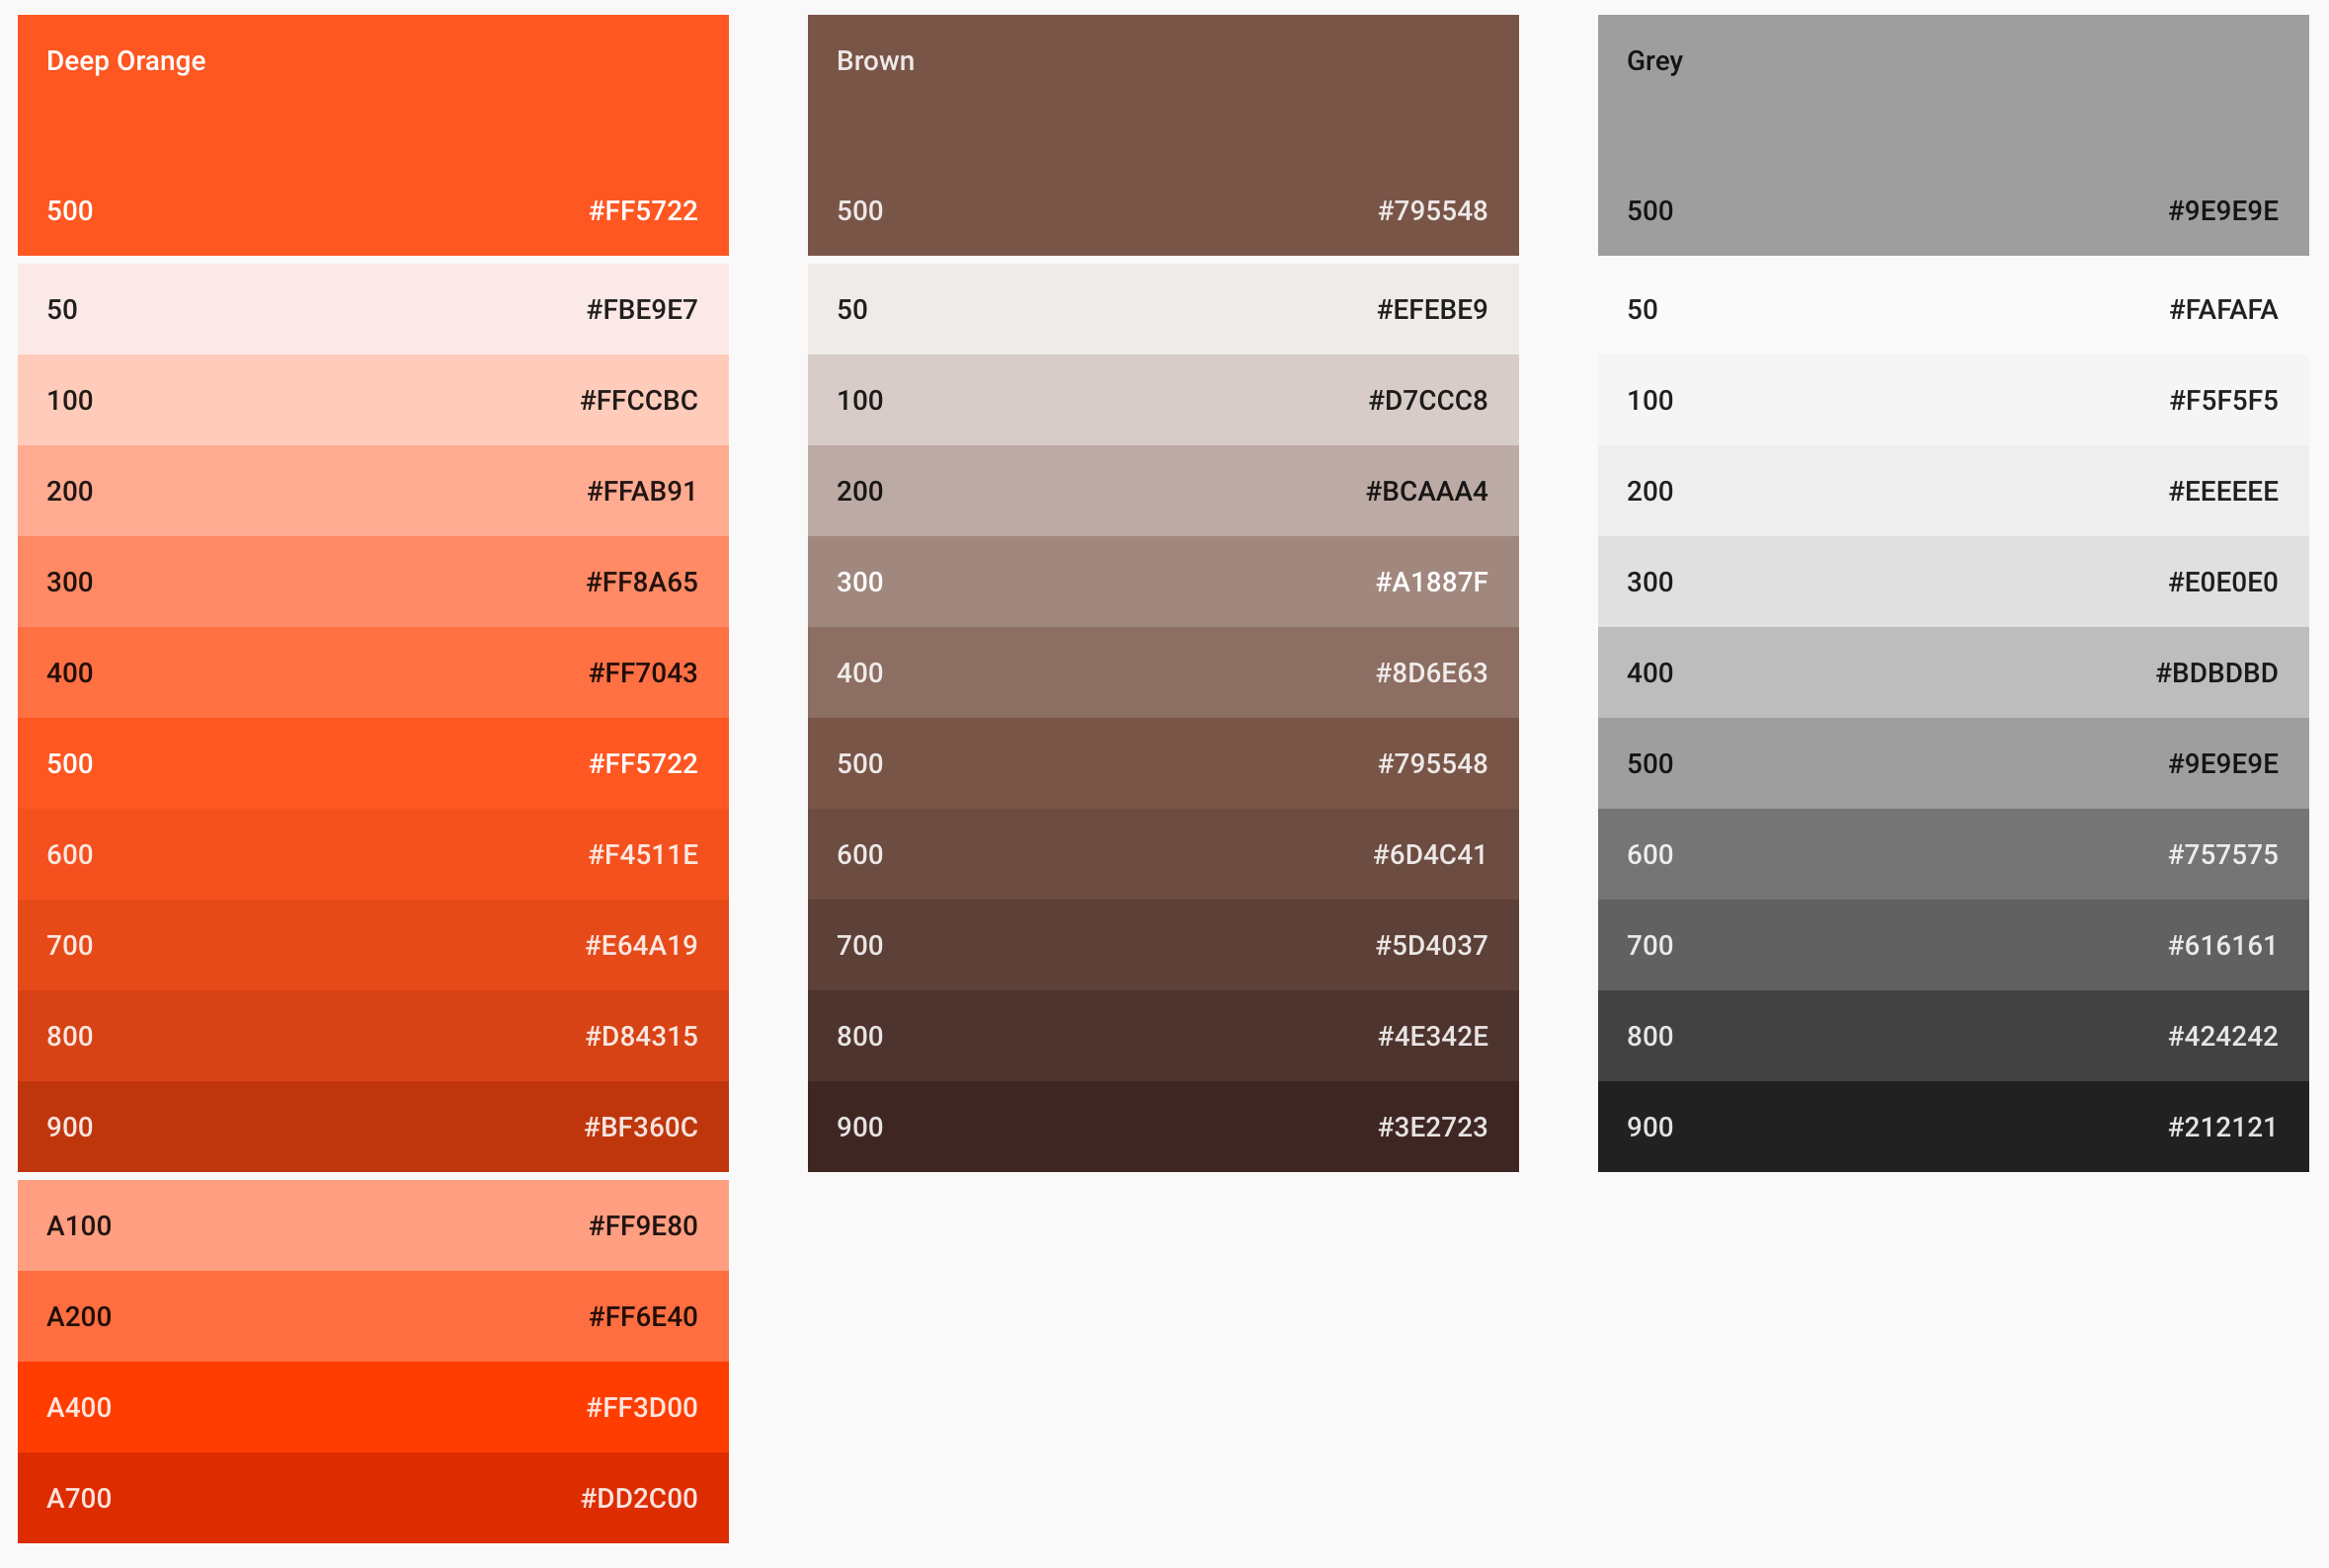 Deep Orange
500 #FF5722
50 #FBE9E7
100 #FFCCBC
200 #FFAB91
300 #FF8A65
400 #FF7043
500 #FF5722
600 #F4511E
700 #E64A19
800 #D84315
900 #BF360C
A100 #FF9E80
A200 #FF6E40
A400 #FF3D00
A700 #DD2C00
Brown
500 #795548
50 #EFEBE9
100 #D7CCC8
200 #BCAAA4
300 #A1887F
400 #8D6E63
500 #795548
600 #6D4C41
700 #5D4037
800 #4E342E
900 #3E2723
Grey
500 #9E9E9E
50 #FAFAFA
100 #F5F5F5
200 #EEEEEE
300 #E0E0E0
400 #BDBDBD
500 #9E9E9E
600 #757575
700 #616161
800 #424242
900 #212121